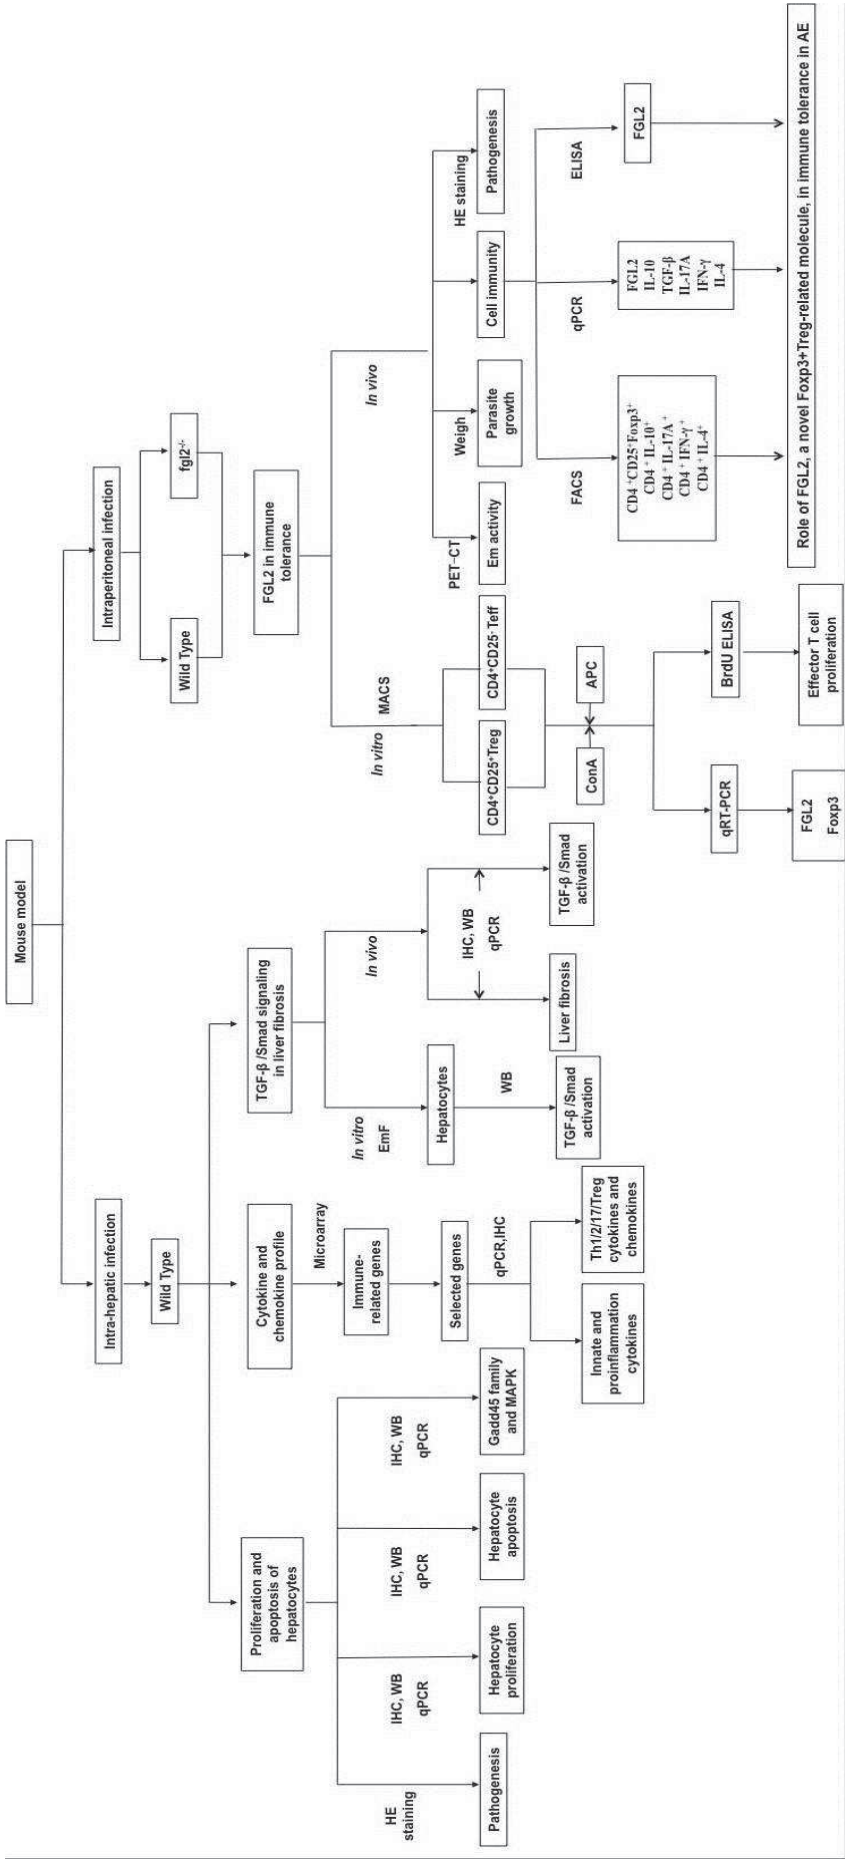 Mouse model
Intra-hepatic infection
Intraperitoneal infection
Wild Type
Wild Type
fgl2-/-
Proliferation and
apoptosis of
hepatocytes
Cytokine and
chemokine profile
TGF-β /Smad signaling
in liver fibrosis
FGL2 in immune
tolerance
HE
staining
IHC, WB
qPCR
IHC, WB
qPCR
IHC, WB
qPCR
Pathogenesis
Hepatocyte
proliferation
Hepatocyte
apoptosis
Gadd45 family
and MAPK
Microarray
Immune-
related genes
Selected genes
qPCR,IHC
Innate and
proinflammation
cytokines
Th1/2/17/Treg
cytokines and
chemokines
In vitro
EmF
In vivo
Hepatocytes
WB
TGF-β /Smad
activation
IHC, WB
qPCR
Liver fibrosis
TGF-β /Smad
activation
In vitro
MACS
In vivo
CD4⁺CD25⁺Treg
CD4⁺CD25⁻Teff
ConA
APC
qRT-PCR
BrdU ELISA
FGL2
Foxp3
Effector T cell
proliferation
PET-CT
Weigh
HE staining
Em activity
Parasite
growth
Cell immunity
Pathogenesis
FACS
qPCR
ELISA
CD4 ⁺CD25⁺Foxp3⁺
CD4 ⁺ IL-10⁺
CD4 ⁺ IL-17A ⁺
CD4 ⁺ IFN-γ ⁺
CD4 ⁺ IL-4⁺
FGL2
IL-10
TGF-β
IL-17A
IFN-γ
IL-4
FGL2
Role of FGL2, a novel Foxp3+Treg-related molecule, in immune tolerance in AE